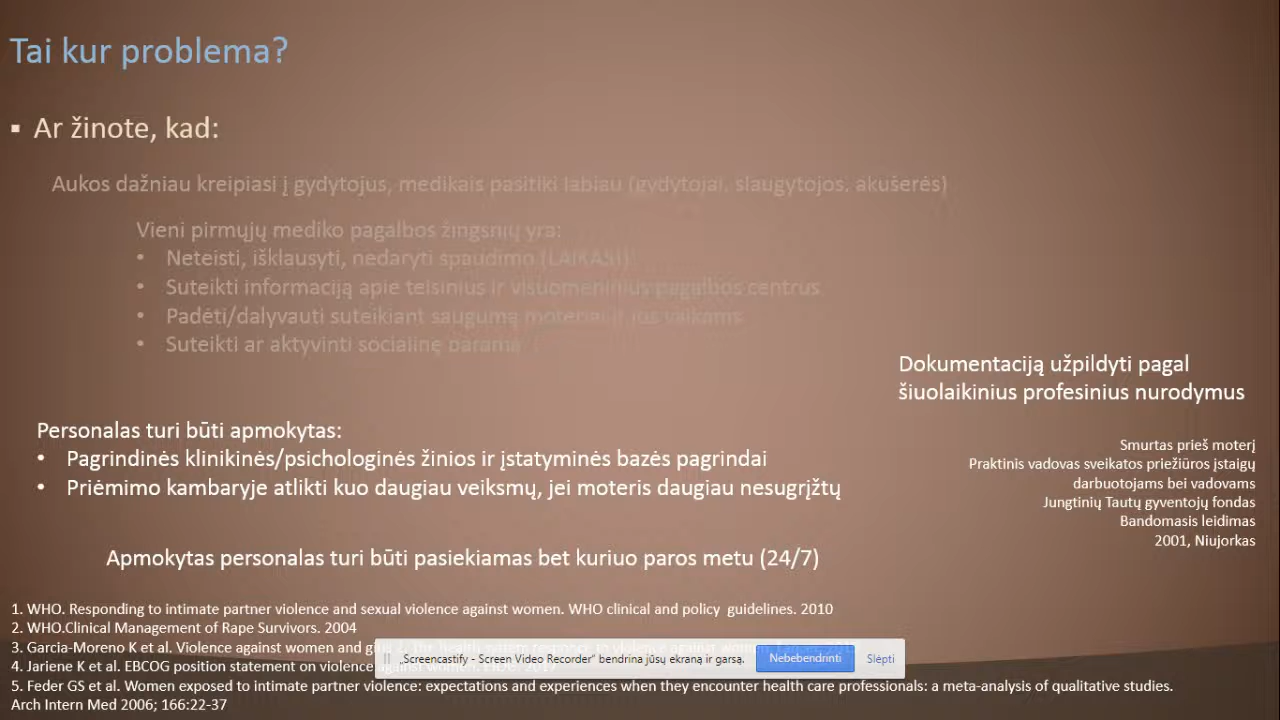 Tai kur problema?
▪ Ar žinote, kad:
Aukos dažniau kreipiasi į gydytojus, medikais pasitiki labiau (gydytojai, slaugytojos, akušerės)
Vieni pirmųjų mediko pagalbos žingsnių yra:
• Neteisti, išklausyti, nedaryti spaudimo (LAIKAS!)
• Suteikti informaciją apie teisinius ir visuomeninius pagalbos centrus
• Padėti/dalyvauti suteikiant saugumą moteriai ir jos vaikams
• Suteikti ar aktyvinti socialinę paramą
Dokumentaciją užpildyti pagal
šiuolaikinius profesinius nurodymus
Personalas turi būti apmokytas:
• Pagrindinės klinikinės/psichologinės žinios ir įstatyminės bazės pagrindai
• Priėmimo kambaryje atlikti kuo daugiau veiksmų, jei moteris daugiau nesugrįžtų
Smurtas prieš moterį
Praktinis vadovas sveikatos priežiūros įstaigų
darbuotojams bei vadovams
Jungtinių Tautų gyventojų fondas
Bandomasis leidimas
2001, Niujorkas
Apmokytas personalas turi būti pasiekiamas bet kuriuo paros metu (24/7)
1. WHO. Responding to intimate partner violence and sexual violence against women. WHO clinical and policy guidelines. 2010
2. WHO.Clinical Management of Rape Survivors. 2004
3. Garcia-Moreno K et al. Violence against women and
4. Jariene K et al. EBCOG position statement on violence
„Screencastify - Screen Video Recorder“ bendrina jūsų ekraną ir garsą. Nebebendrinti Slėpti
5. Feder GS et al. Women exposed to intimate partner violence: expectations and experiences when they encounter health care professionals: a meta-analysis of qualitative studies.
Arch Intern Med 2006; 166:22-37